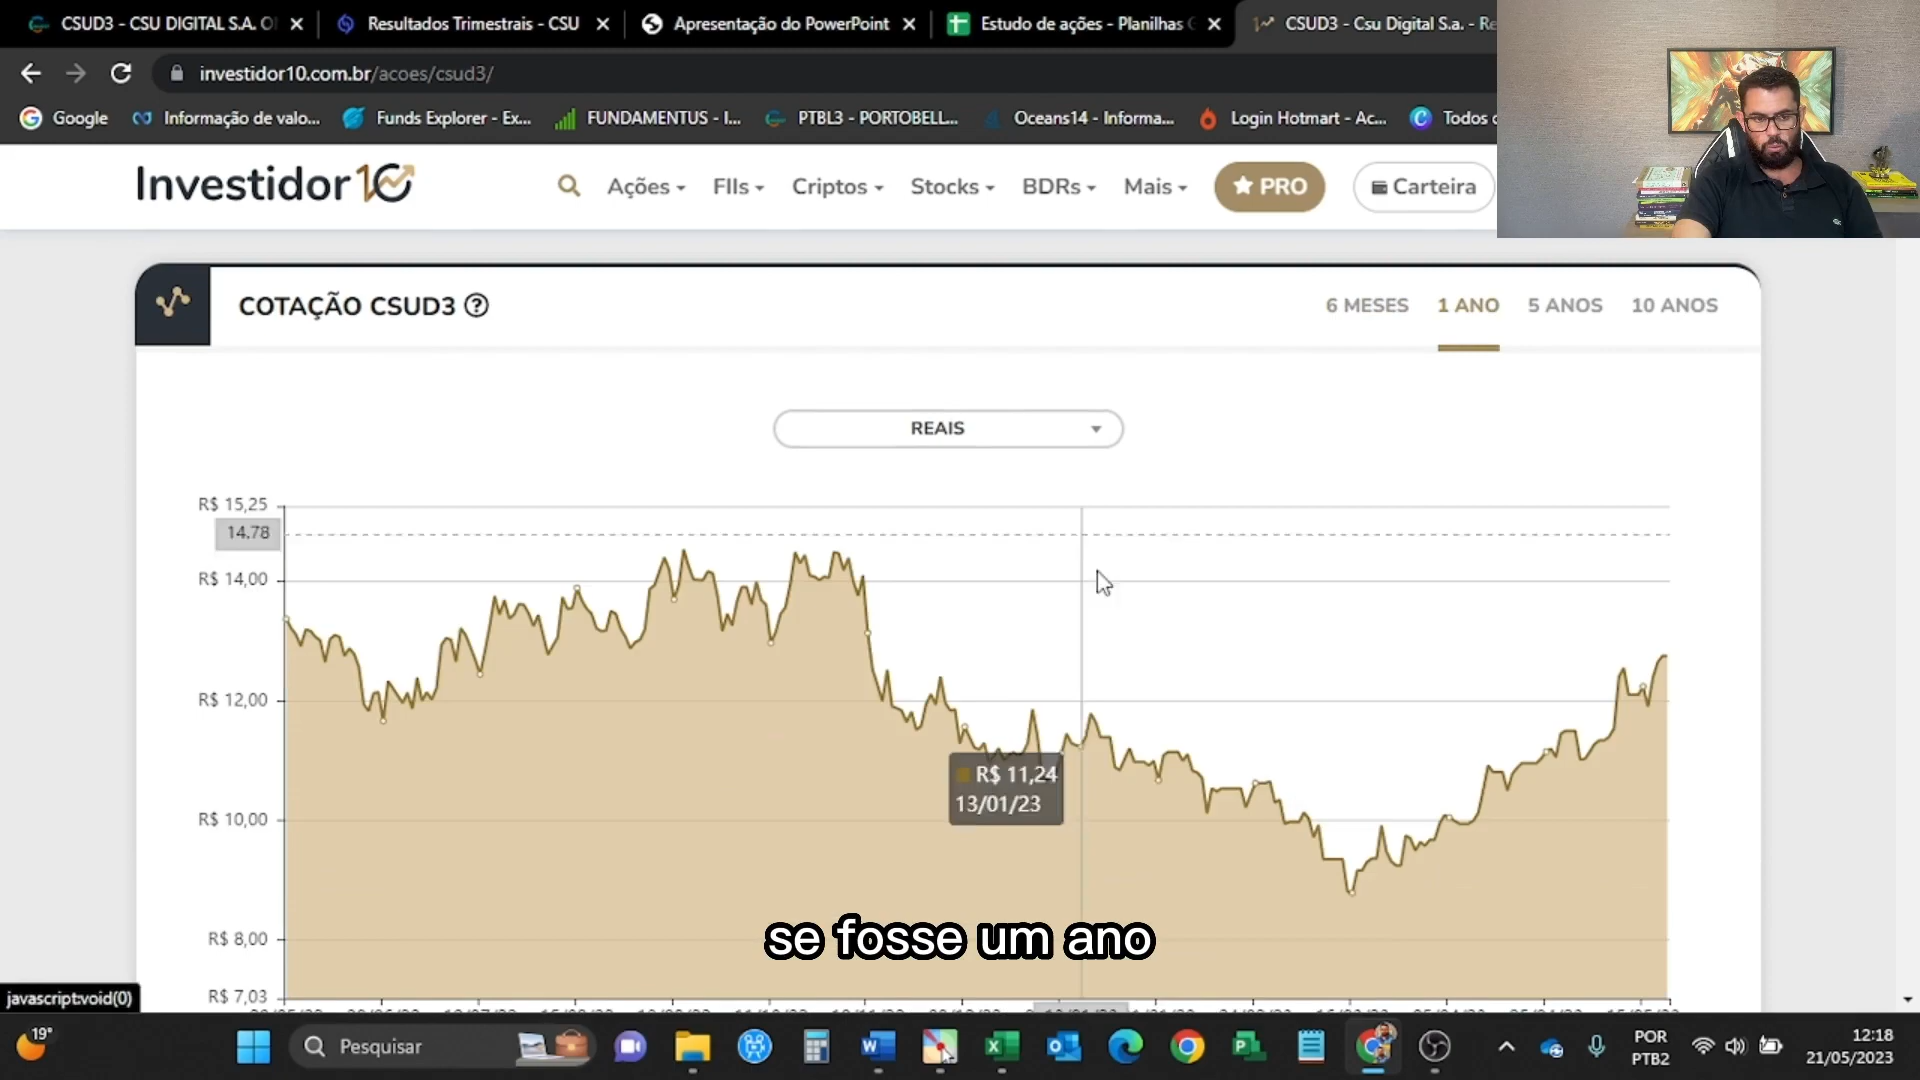 CSUD3 - CSU DIGITAL S.A. O
Resultados Trimestrais - CSU
Apresentação do PowerPoint
Estudo de ações - Planilhas G
CSUD3 - Csu Digital S.a. - Re
investidor10.com.br/acoes/csud3/
Google
Informação de valo...
Funds Explorer - Ex...
FUNDAMENTUS - I...
PTBL3 - PORTOBELL...
Oceans14 - Informa...
Login Hotmart - Ac...
Todos
Investidor10
Ações
FIIs
Criptos
Stocks
BDRs
Mais
PRO
Carteira
COTAÇÃO CSUD3
6 MESES
1 ANO
5 ANOS
10 ANOS
REAIS
R$ 15,25
14.78
R$ 14,00
R$ 12,00
R$ 11,24
13/01/23
R$ 10,00
R$ 8,00
R$ 7,03
se fosse um ano
javascript:void(0)
19°
Pesquisar
POR
PTB2
12:18
21/05/2023